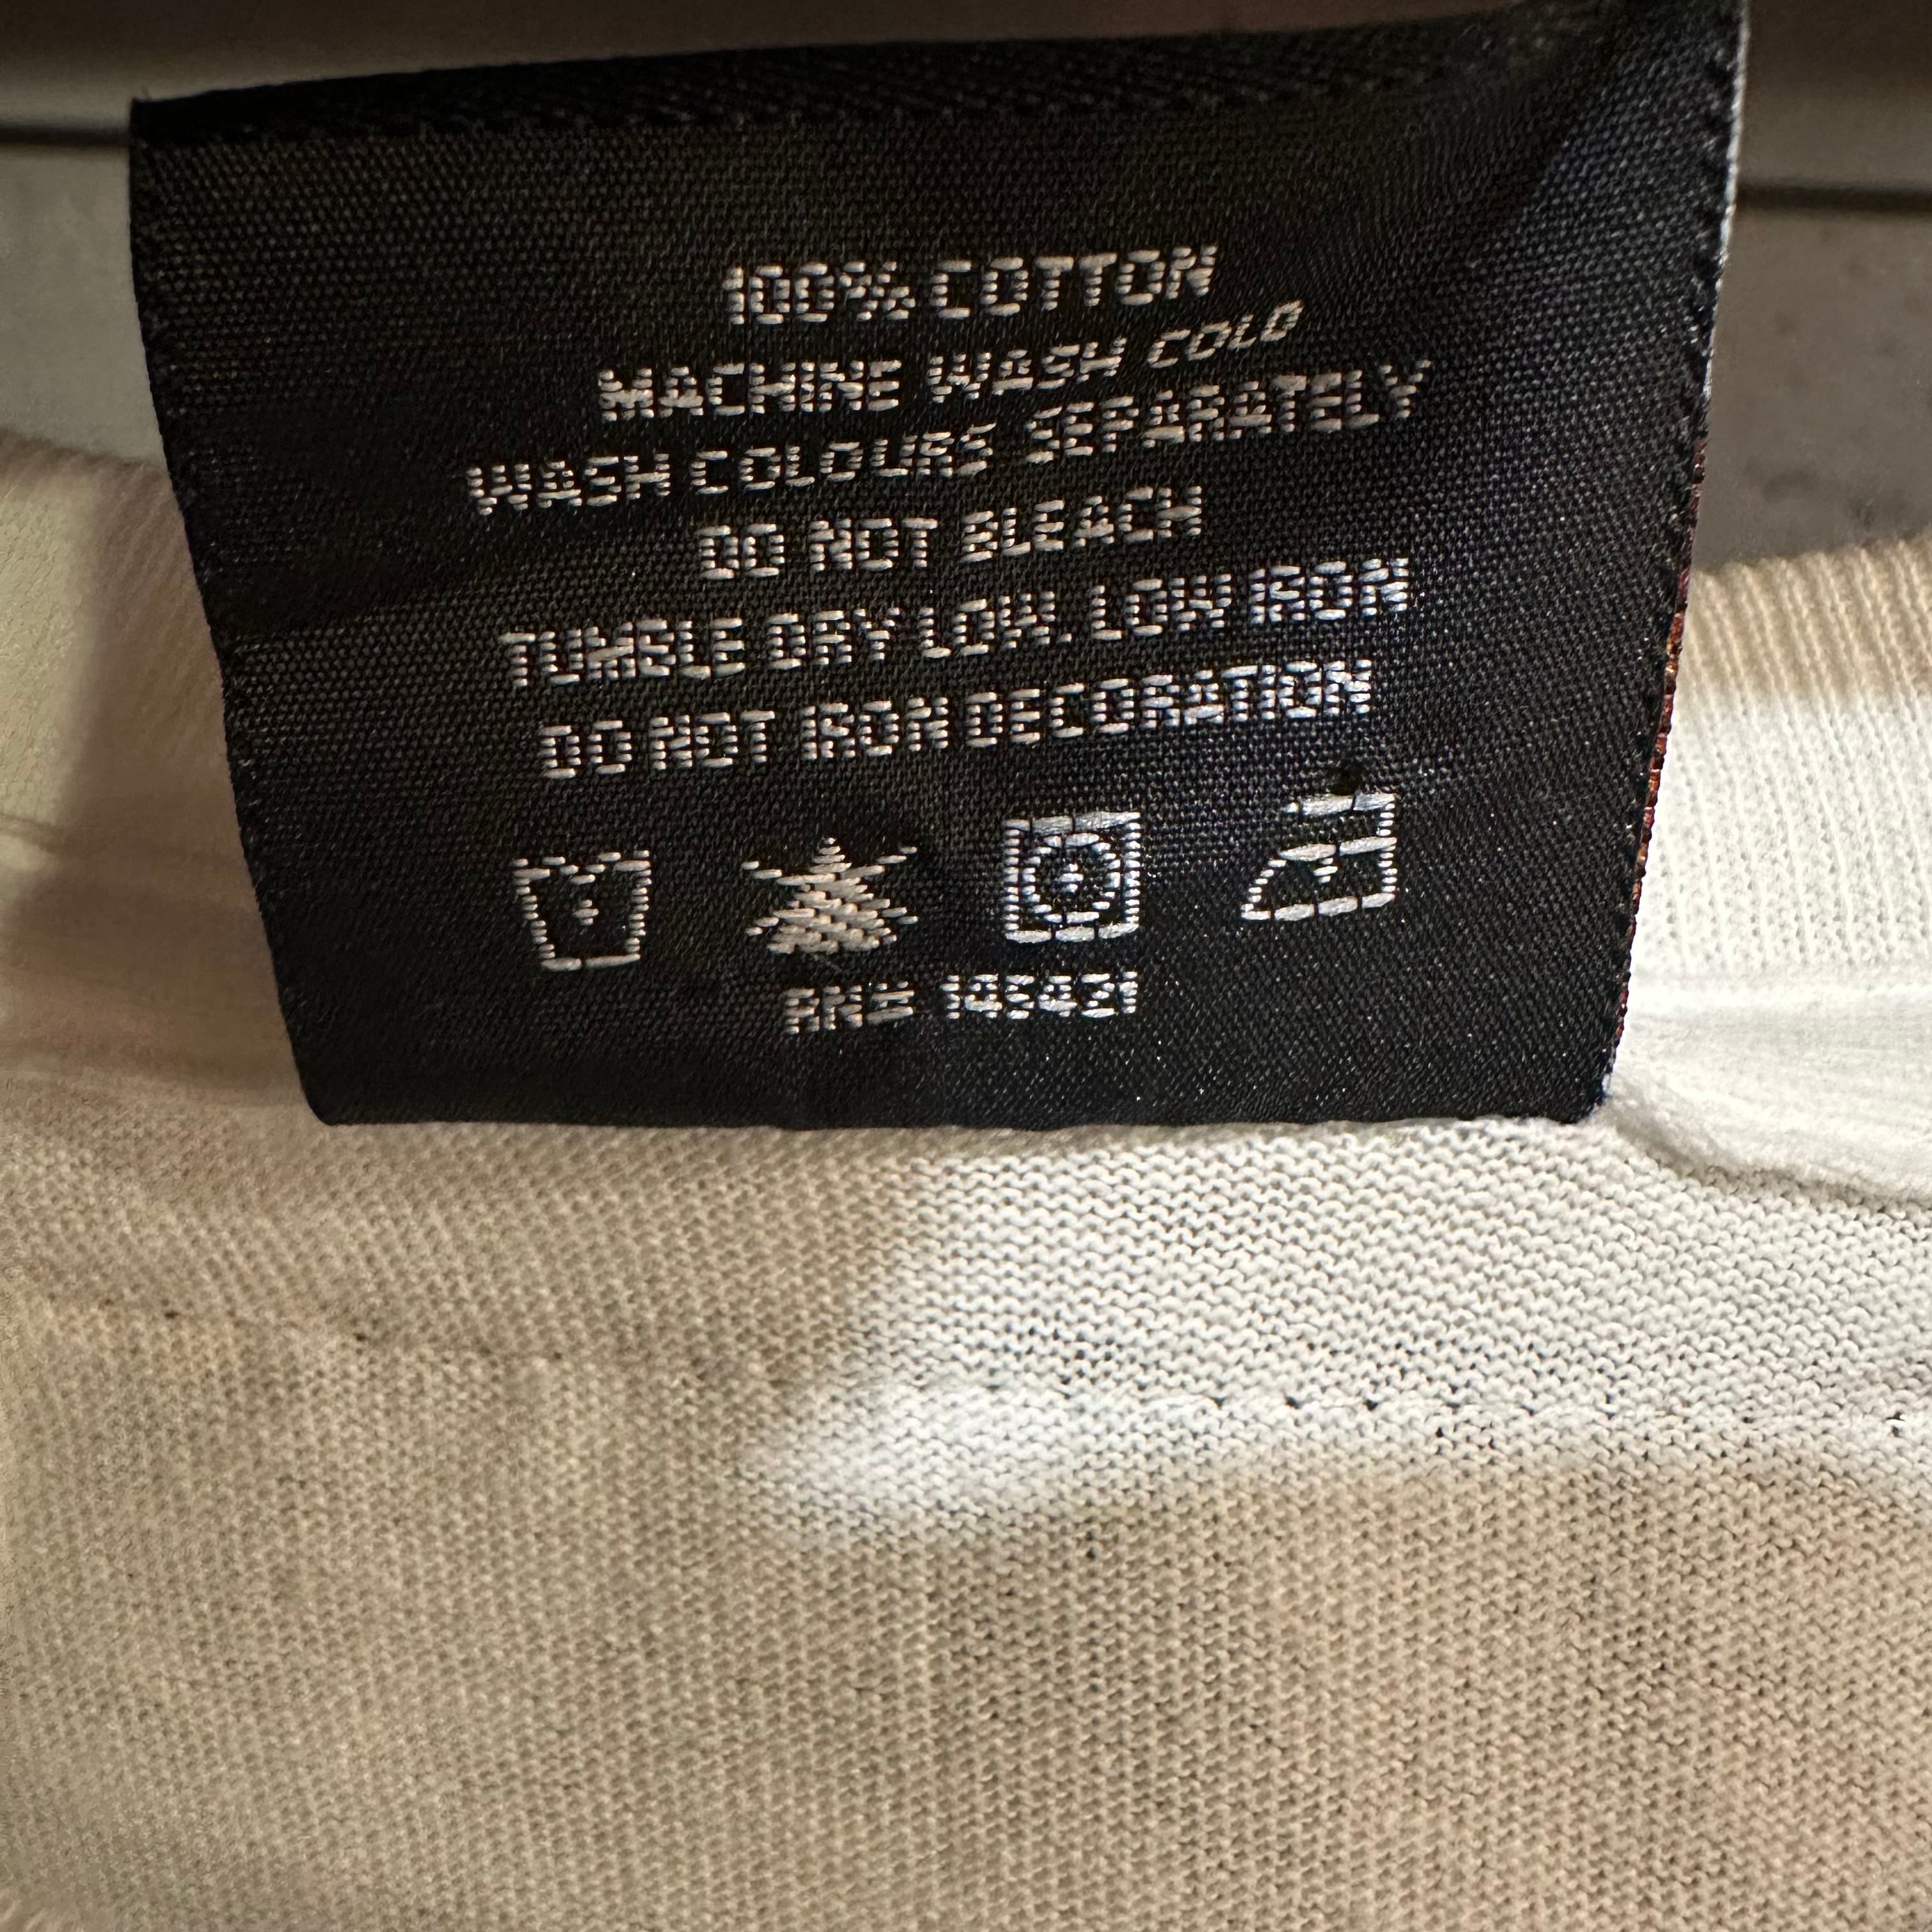 100% COTTON
MACHINE WASH COLD
WASH COLOURS SEPARATELY
DO NOT BLEACH
TUMBLE DRY LOW. LOW IRON
DO NOT IRON DECORATION
RN#